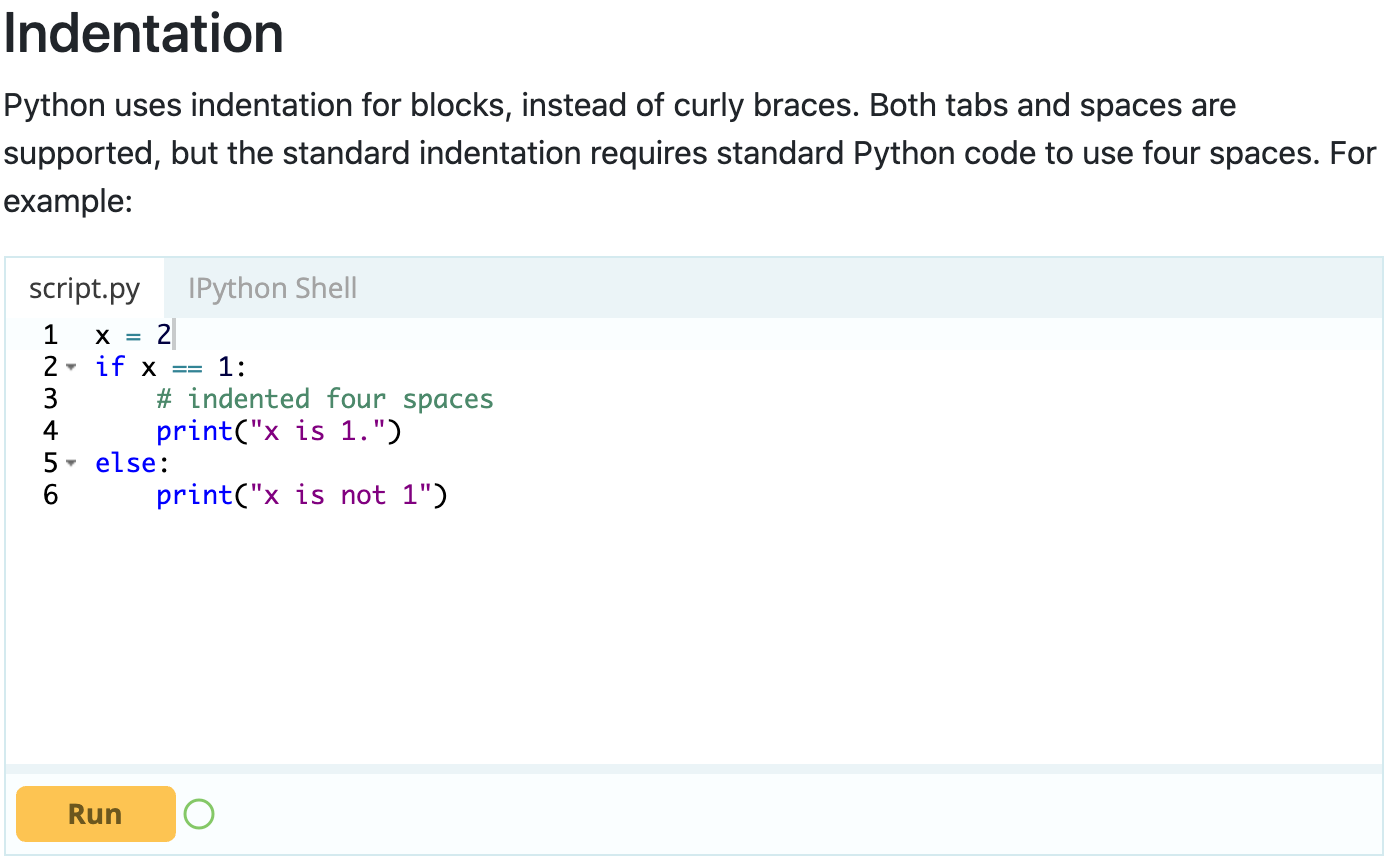 Indentation
Python uses indentation for blocks, instead of curly braces. Both tabs and spaces are
supported, but the standard indentation requires standard Python code to use four spaces. For
example:
script.py IPython Shell
1 x = 2
2 if x == 1:
3     # indented four spaces
4     print("x is 1.")
5 else:
6     print("x is not 1")
Run